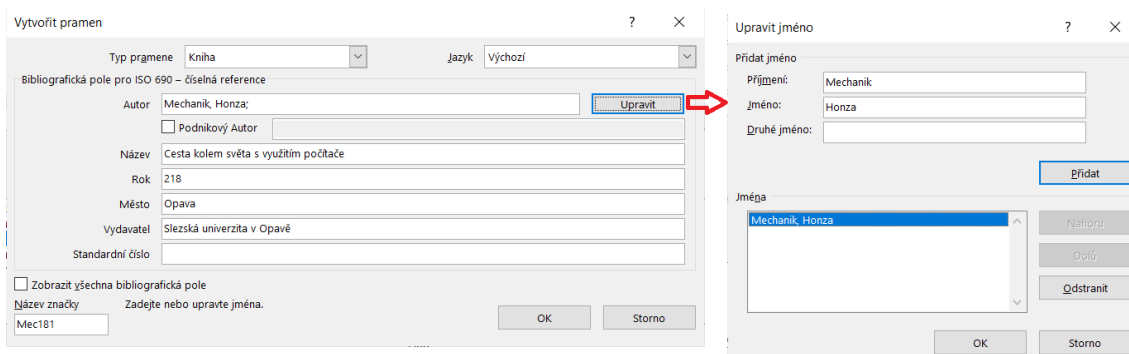 Vytvořit pramen ? ×
Typ pramene Kniha Jazyk Výchozí
Bibliografická pole pro ISO 690 – číselná reference
Autor Mechanik, Honza; Upravit
Podnikový Autor
Název Cesta kolem světa s využitím počítače
Rok 218
Město Opava
Vydavatel Slezská univerzita v Opavě
Standardní číslo
Zobrazit všechna bibliografická pole
Název značky Zadejte nebo upravte jména.
Mec181
OK Storno
Upravit jméno ? ×
Přidat jméno
Příjmení: Mechanik
Jméno: Honza
Druhé jméno:
Přidat
Jména
Mechanik, Honza
Nahoru
Dolů
Odstranit
OK Storno